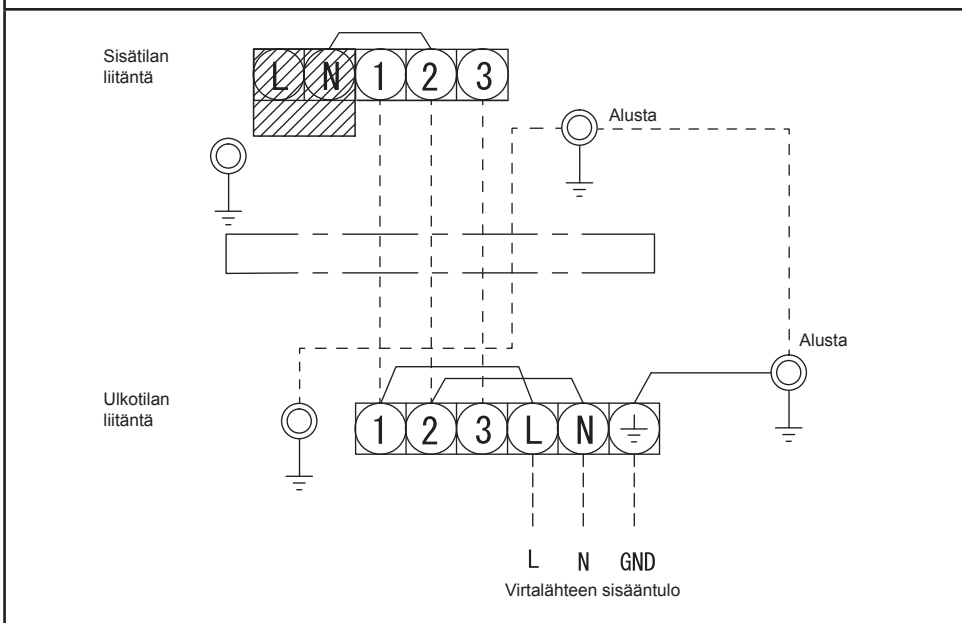 Sisätilan
liitäntä
L N 1 2 3
Alusta
Alusta
Ulkotilan
liitäntä
1 2 3 L N
L N GND
Virtalähteen sisääntulo